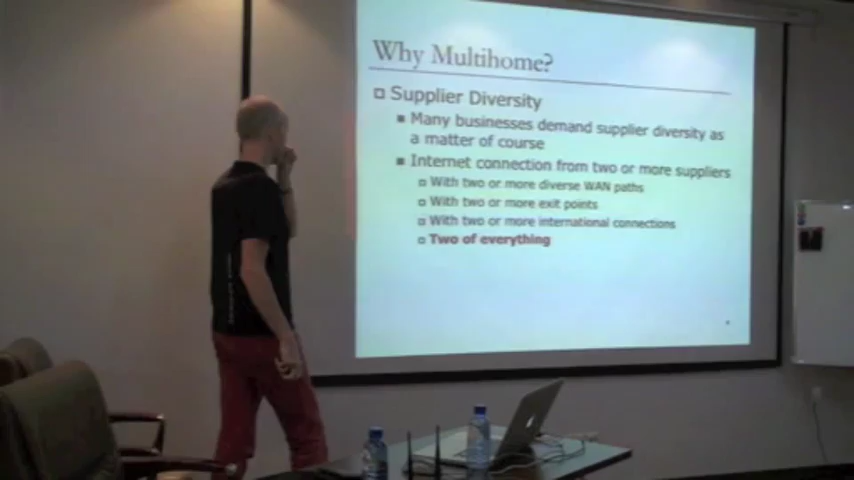 Why Multihome?
Supplier Diversity
Many businesses demand supplier diversity as
a matter of course
Internet connection from two or more suppliers
With two or more diverse WAN paths
With two or more exit points
With two or more international connections
Two of everything